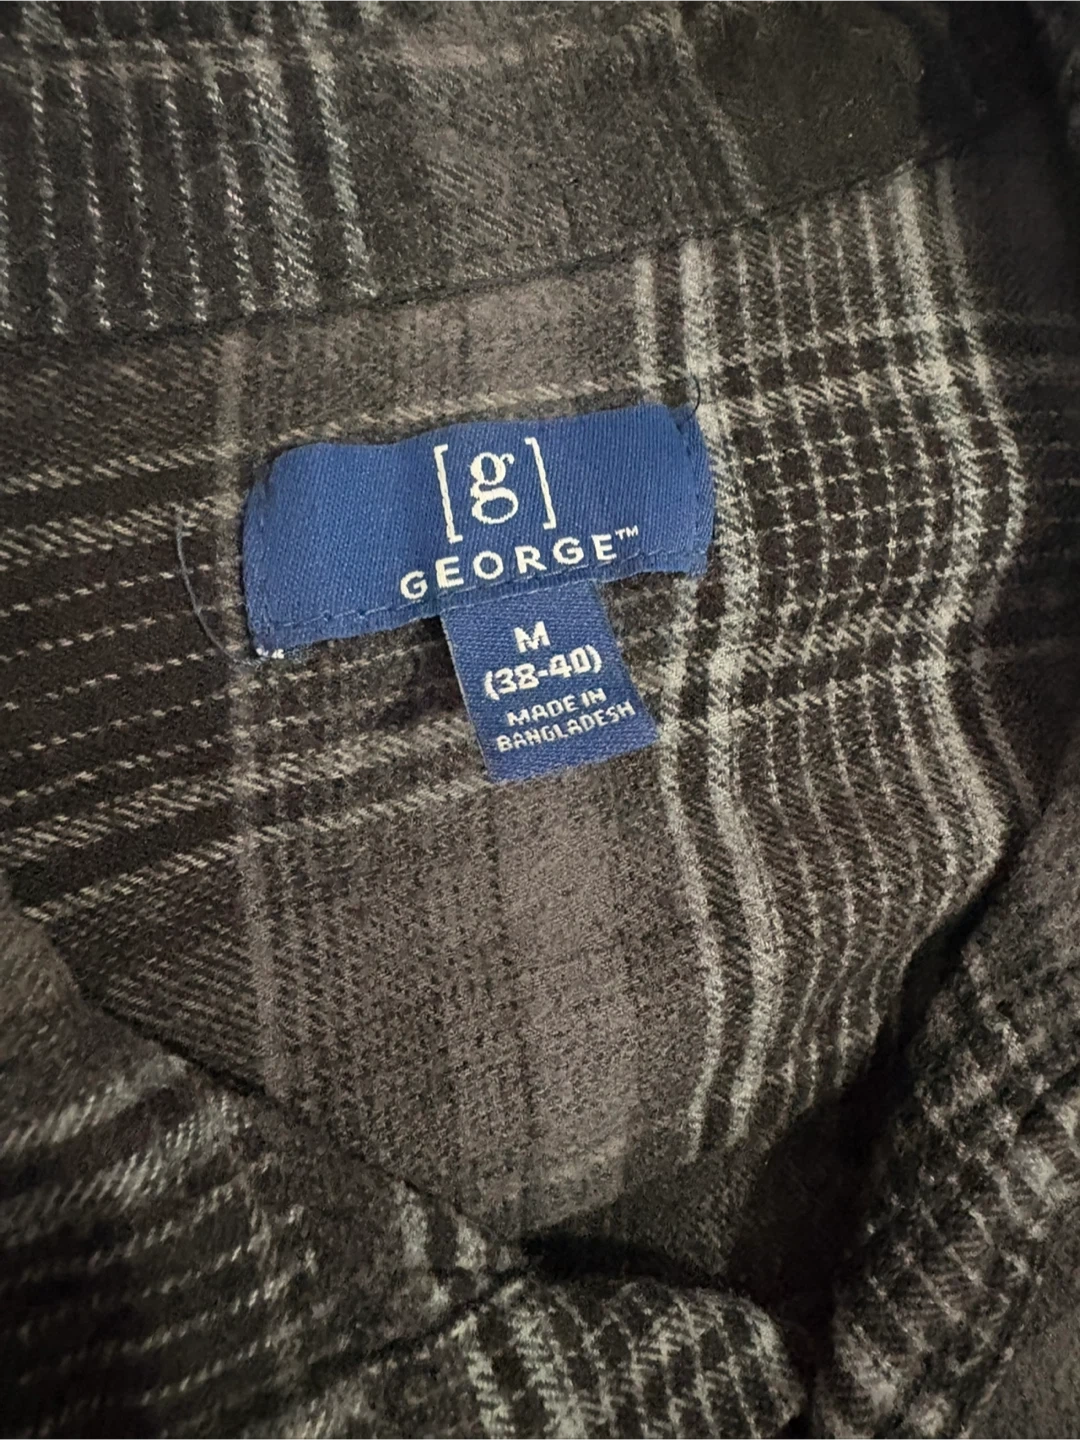 [g]
GEORGE™
M
(38-40)
MADE IN
BANGLADESH